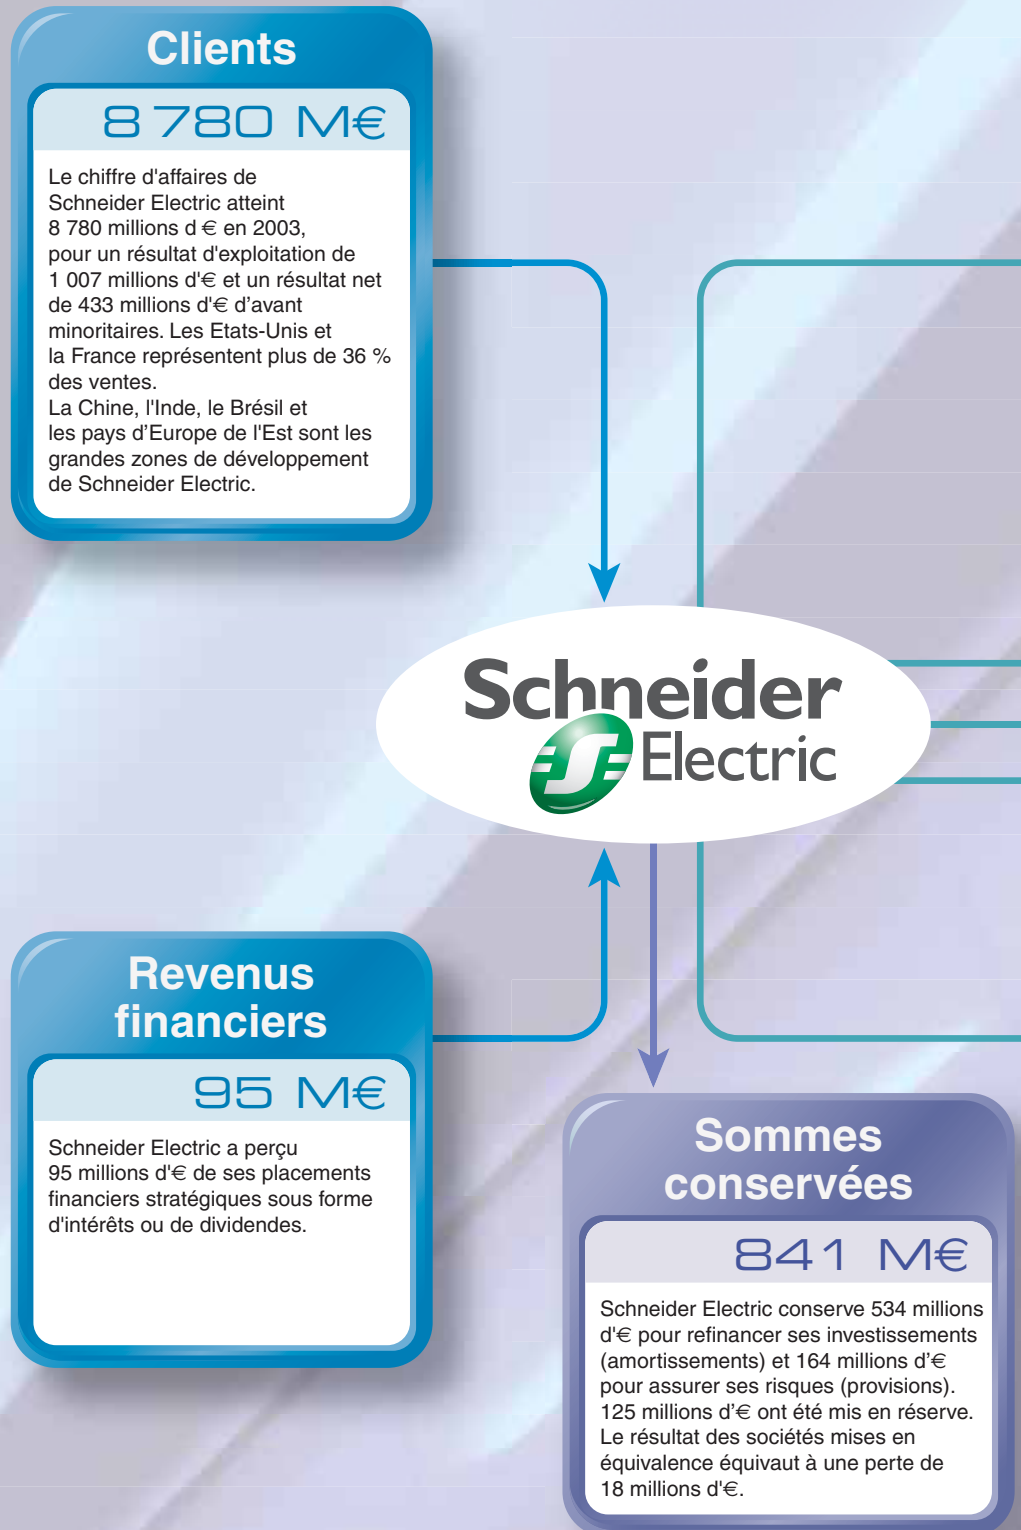 Clients
8 780 M€
Le chiffre d'affaires de
Schneider Electric atteint
8 780 millions d € en 2003,
pour un résultat d'exploitation de
1 007 millions d'€ et un résultat net
de 433 millions d'€ d’avant
minoritaires. Les Etats-Unis et
la France représentent plus de 36 %
des ventes.
La Chine, l'Inde, le Brésil et
les pays d’Europe de l'Est sont les
grandes zones de développement
de Schneider Electric.
Schneider
Electric
Revenus
financiers
95 M€
Schneider Electric a perçu
95 millions d'€ de ses placements
financiers stratégiques sous forme
d'intérêts ou de dividendes.
Sommes
conservées
841 M€
Schneider Electric conserve 534 millions
d'€ pour refinancer ses investissements
(amortissements) et 164 millions d’€
pour assurer ses risques (provisions).
125 millions d’€ ont été mis en réserve.
Le résultat des sociétés mises en
équivalence équivaut à une perte de
18 millions d'€.